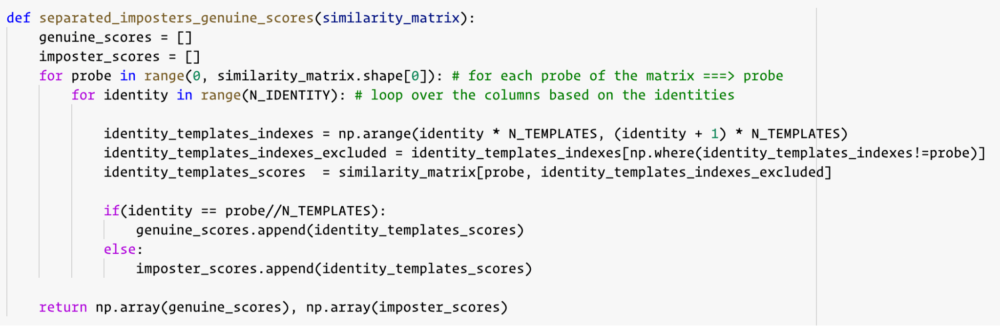 def separated_imposters_genuine_scores(similarity_matrix):
    genuine_scores = []
    imposter_scores = []
    for probe in range(0, similarity_matrix.shape[0]): # for each probe of the matrix ===> probe
        for identity in range(N_IDENTITY): # loop over the columns based on the identities
            identity_templates_indexes = np.arange(identity * N_TEMPLATES, (identity + 1) * N_TEMPLATES)
            identity_templates_indexes_excluded = identity_templates_indexes[np.where(identity_templates_indexes!=probe)]
            identity_templates_scores  = similarity_matrix[probe, identity_templates_indexes_excluded]
            if(identity == probe//N_TEMPLATES):
                genuine_scores.append(identity_templates_scores)
            else:
                imposter_scores.append(identity_templates_scores)
    return np.array(genuine_scores), np.array(imposter_scores)